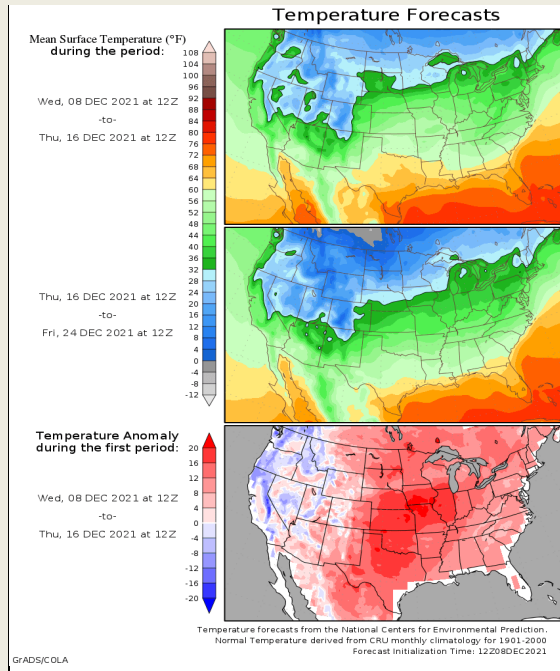 Temperature Forecasts
Mean Surface Temperature (°F)
during the period:
108
104
100
96
92
88
84
80
76
72
68
64
60
56
52
48
44
40
36
32
28
24
20
16
12
8
4
0
-4
-8
-12
Wed, 08 DEC 2021 at 12Z
-to-
Thu, 16 DEC 2021 at 12Z
Thu, 16 DEC 2021 at 12Z
-to-
Fri, 24 DEC 2021 at 12Z
Temperature Anomaly
during the first period:
20
16
12
8
4
0
-4
-8
-12
-16
-20
Wed, 08 DEC 2021 at 12Z
-to-
Thu, 16 DEC 2021 at 12Z
Temperature forecasts from the National Centers for Environmental Prediction.
Normal Temperature derived from CRU monthly climatology for 1901-2000
Forecast Initialization Time: 12Z08DEC2021
GrADS/COLA